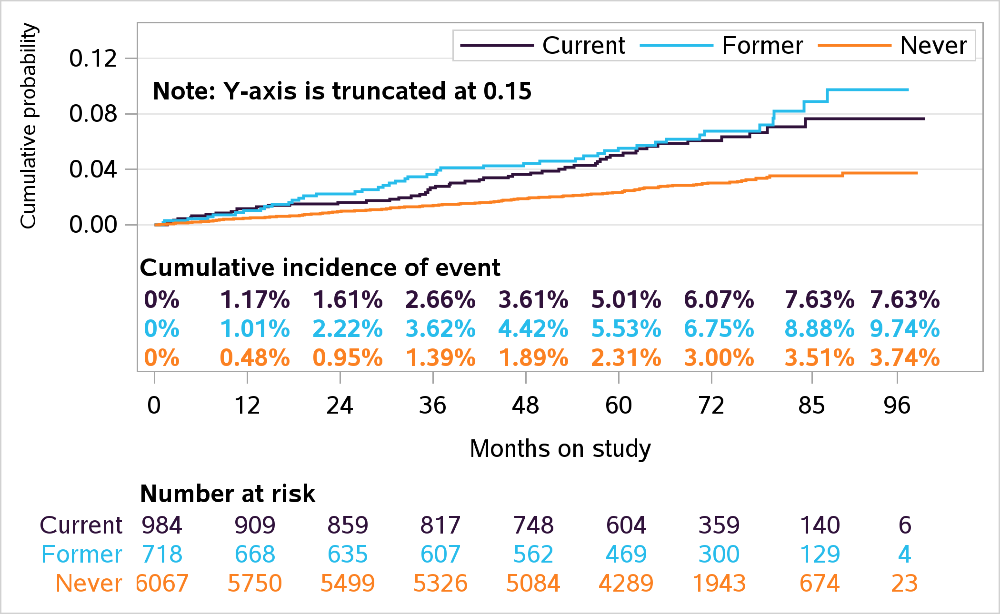 Cumulative probability
Current Former Never
0.12
Note: Y-axis is truncated at 0.15
0.08
0.04
0.00
Cumulative incidence of event
0% 1.17% 1.61% 2.66% 3.61% 5.01% 6.07% 7.63% 7.63%
0% 1.01% 2.22% 3.62% 4.42% 5.53% 6.75% 8.88% 9.74%
0% 0.48% 0.95% 1.39% 1.89% 2.31% 3.00% 3.51% 3.74%
0 12 24 36 48 60 72 85 96
Months on study
Number at risk
Current 984 909 859 817 748 604 359 140 6
Former 718 668 635 607 562 469 300 129 4
Never 6067 5750 5499 5326 5084 4289 1943 674 23